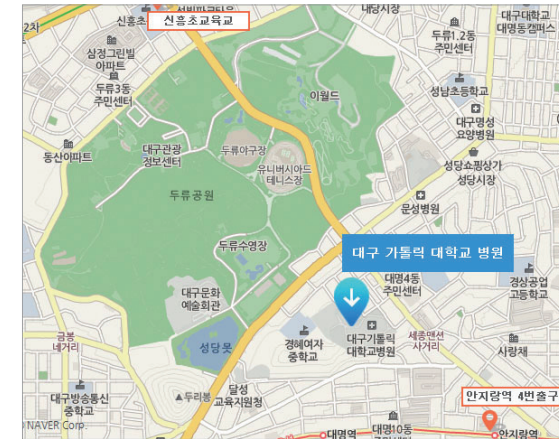 2차
신흥초
신흥초교육교
내당시장
두류1.2동
주민센터
대구대학교
대명동캠퍼스
삼정그린빌
아파트
두류3동
주민센터
이월드
성남초등학교
대구명성
요양병원
동산아파트
대구관광
정보센터
두류야구장
유니버시아드
테니스장
성당쇼핑상가
성당시장
두류공원
문성병원
두류수영장
대구 가톨릭 대학교 병원
대명4동
주민센터
경상공업
고등학교
대구문화
예술회관
금봉
네거리
성당못
경혜여자
중학교
대구가톨릭
대학교병원
세종맨션
사거리
사랑채
대구방송통신
중학교
▲두리봉
달성
교육지원청
안지랑역 4번출구
NAVER Corp.
대명역
대명10동
안지랑역